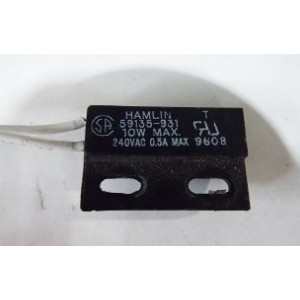 HAMLIN T
59135-931
10W MAX.
240VAC 0.5A MAX 9608